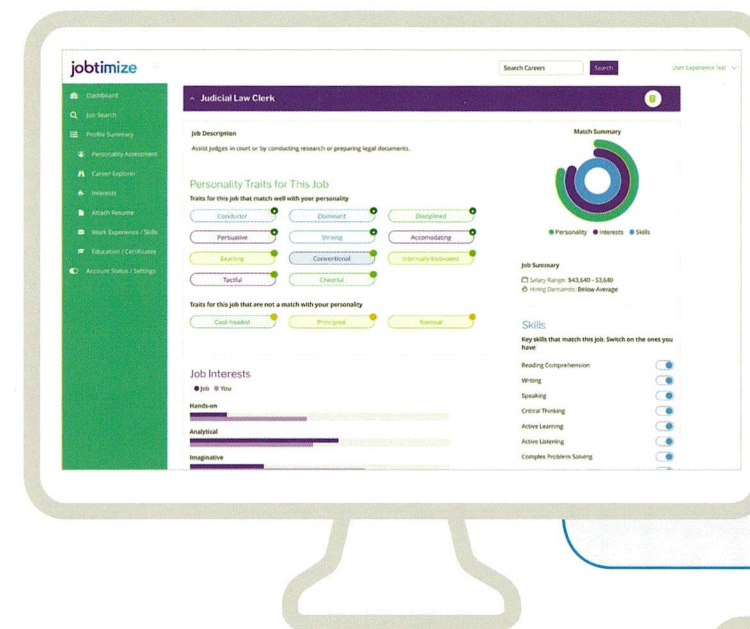 jobtimize
Search Careers
Search
User Experience Test
Dashboard
Job Search
Profile Summary
Personality Assessment
Career Explorer
Interests
Attach Resume
Work Experience / Skills
Education / Certificates
Account Status / Settings
Judicial Law Clerk
Job Description
Assist judges in court or by conducting research or preparing legal documents.
Personality Traits for This Job
Traits for this job that match well with your personality
Conductor
Dominant
Disciplined
Persuasive
Striving
Accomodating
Exacting
Conventional
Internally Motivated
Tactful
Cheerful
Traits for this job that are not a match with your personality
Cool-headed
Principled
Rational
Job Interests
Job You
Hands-on
Analytical
Imaginative
Match Summary
Personality Interests Skills
Job Summary
Salary Range: $43,640 - 53,640
Hiring Demands: Below Average
Skills
Key skills that match this job. Switch on the ones you
have
Reading Comprehension
Writing
Speaking
Critical Thinking
Active Learning
Active Listening
Complex Problem Solving